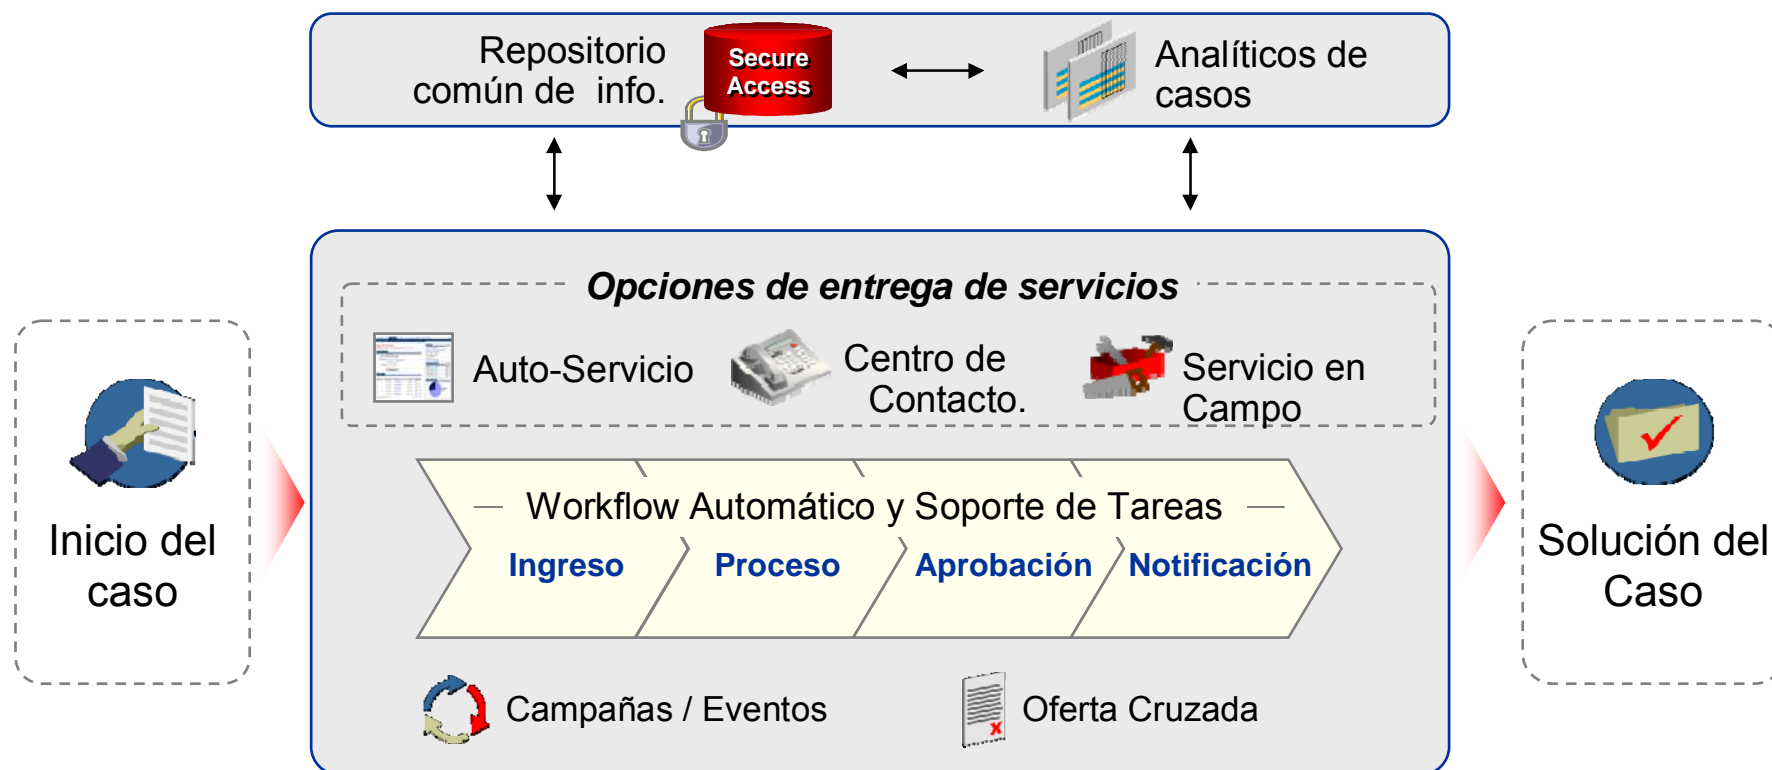 Repositorio
común de  info.
Secure
Access
Analíticos de
casos
Opciones de entrega de servicios
Auto-Servicio
Centro de
Contacto.
Servicio en
Campo
Inicio del
caso
Workflow Automático y Soporte de Tareas
Ingreso
Proceso
Aprobación
Notificación
Solución del
Caso
Campañas / Eventos
Oferta Cruzada